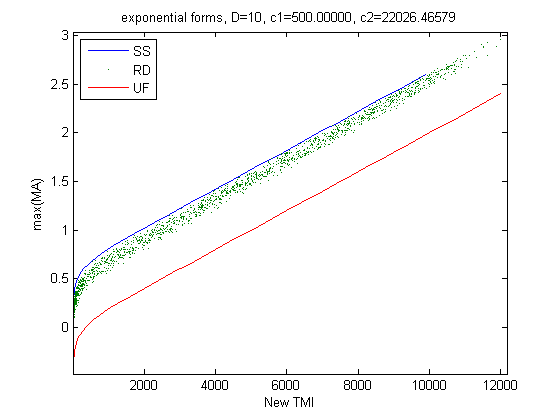 exponential forms, D=10, c1=500.00000, c2=22026.46579
SS
RD
UF
3
2.5
2
1.5
1
0.5
0
max(MA)
2000 4000 6000 8000 10000 12000
New TMI